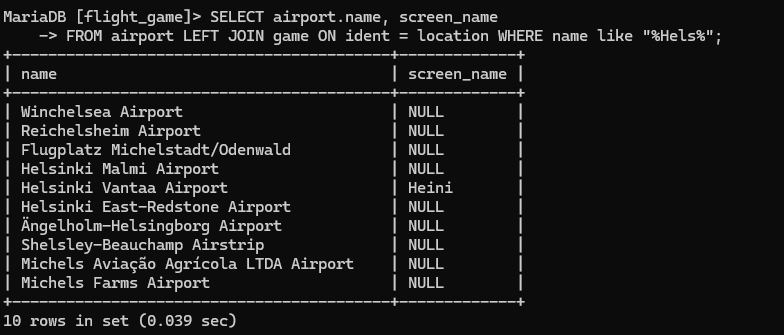 MariaDB [flight_game]> SELECT airport.name, screen_name
    -> FROM airport LEFT JOIN game ON ident = location WHERE name like "%Hels%";
+------------------------------------------+-------------+
| name                                     | screen_name |
+------------------------------------------+-------------+
| Winchelsea Airport                       | NULL        |
| Reichelsheim Airport                     | NULL        |
| Flugplatz Michelstadt/Odenwald           | NULL        |
| Helsinki Malmi Airport                   | NULL        |
| Helsinki Vantaa Airport                  | Heini       |
| Helsinki East-Redstone Airport           | NULL        |
| Ängelholm-Helsingborg Airport            | NULL        |
| Shelsley-Beauchamp Airstrip              | NULL        |
| Michels Aviação Agrícola LTDA Airport    | NULL        |
| Michels Farms Airport                    | NULL        |
+------------------------------------------+-------------+
10 rows in set (0.039 sec)